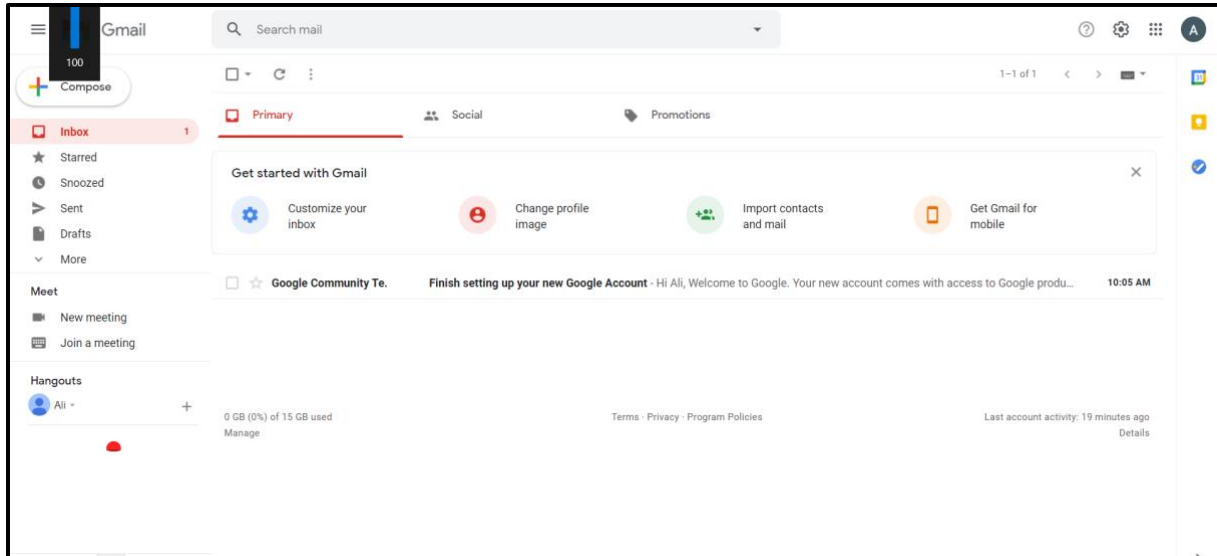 Gmail
Search mail
100
Compose
1–1 of 1
Inbox 1
Starred
Snoozed
Sent
Drafts
More
Meet
New meeting
Join a meeting
Hangouts
Ali
Primary
Social
Promotions
Get started with Gmail
Customize your
inbox
Change profile
image
Import contacts
and mail
Get Gmail for
mobile
Google Community Te. Finish setting up your new Google Account - Hi Ali, Welcome to Google. Your new account comes with access to Google produ... 10:05 AM
0 GB (0%) of 15 GB used
Manage
Terms · Privacy · Program Policies
Last account activity: 19 minutes ago
Details
A
31